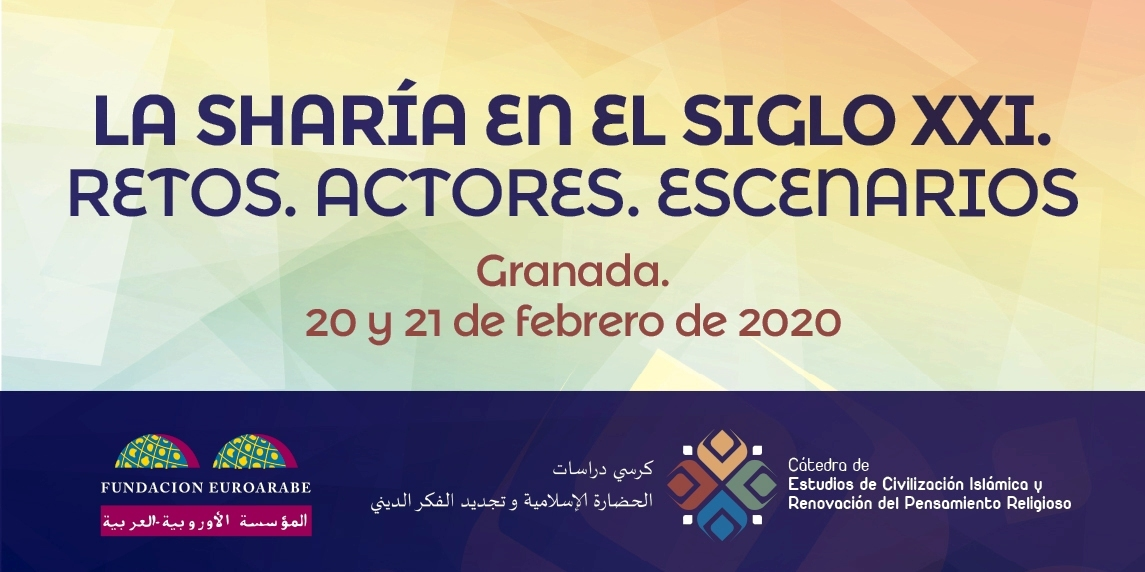 LA SHARÍA EN EL SIGLO XXI.
RETOS. ACTORES. ESCENARIOS
Granada.
20 y 21 de febrero de 2020
FUNDACION EUROARABE
المؤسسة الأوروبية-العربية
كرسي دراسات
الحضارة الإسلامية وتجديد الفكر الديني
Cátedra de
Estudios de Civilización Islámica y
Renovación del Pensamiento Religioso